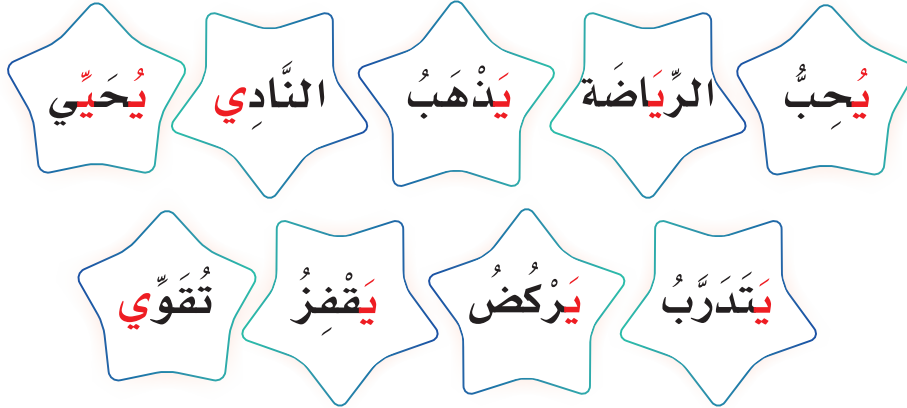 يُحِبُّ الرِّيَاضَة يَذْهَبُ النَّادِي يُحَيِّي
يَتَدَرَّبُ يَرْكُضُ يَقْفِزُ تُقَوِّي